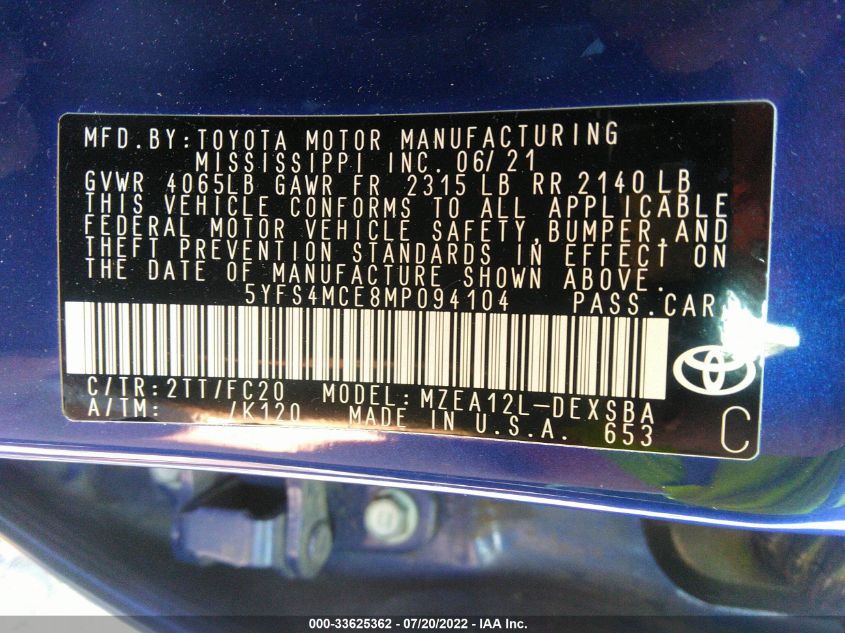 MFD.BY:TOYOTA MOTOR MANUFACTURING
MISSISSIPPI INC. 06/21
GVWR 4065LB GAWR FR 2315 LB RR 2140 LB
THIS VEHICLE CONFORMS TO ALL APPLICABLE
FEDERAL MOTOR VEHICLE SAFETY, BUMPER, AND
THEFT PREVENTION STANDARDS IN EFFECT ON
THE DATE OF MANUFACTURE SHOWN ABOVE.
5YFS4MCE8MP094104 PASS.CAR
C/TR:2TT/FC20 MODEL:MZEA12L-DEXSBA
A/TM: /K120 MADE IN U.S.A. 653
C
000-33625362 - 07/20/2022 - IAA Inc.